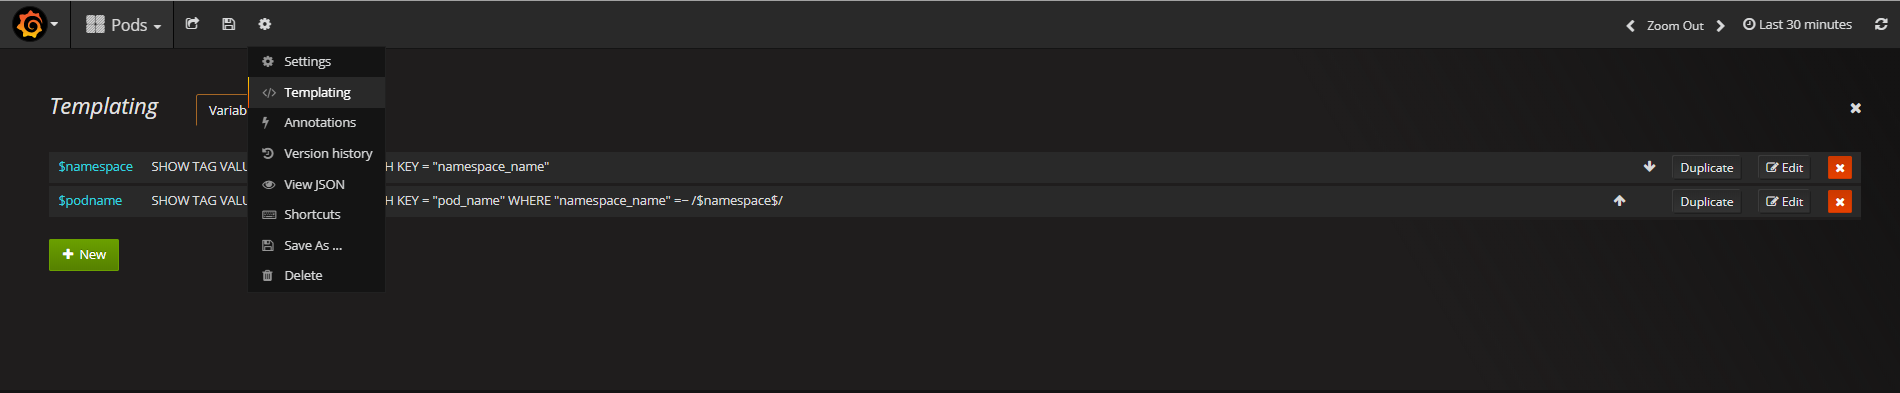 Pods
Zoom Out
Last 30 minutes
Settings
Templating
Annotations
Version history
View JSON
Shortcuts
Save As ...
Delete
Templating
Variab
$namespace SHOW TAG VALU H KEY = "namespace_name" Duplicate Edit
$podname SHOW TAG VALU H KEY = "pod_name" WHERE "namespace_name" =~ /$namespace$/ Duplicate Edit
New